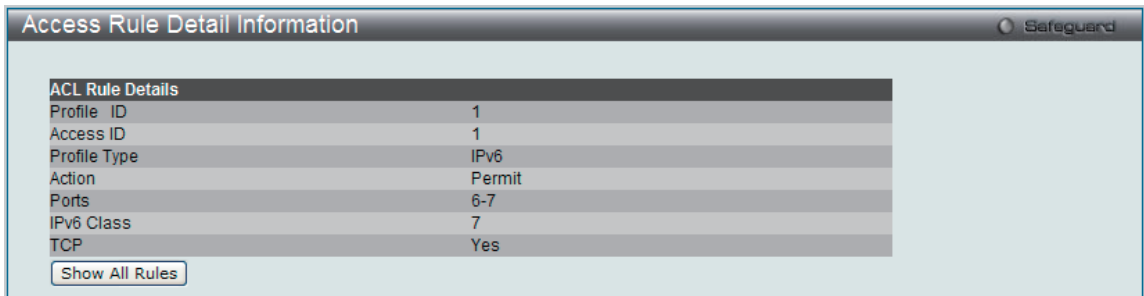 Access Rule Detail Information
Safeguard
ACL Rule Details
Profile ID 1
Access ID 1
Profile Type IPv6
Action Permit
Ports 6-7
IPv6 Class 7
TCP Yes
Show All Rules